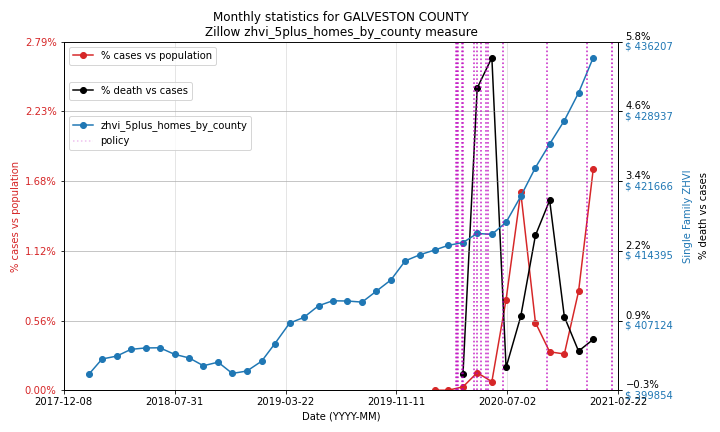 Monthly statistics for GALVESTON COUNTY
Zillow zhvi_5plus_homes_by_county measure
2.79%
2.23%
1.68%
1.12%
0.56%
0.00%
% cases vs population
% cases vs population
% death vs cases
zhvi_5plus_homes_by_county
policy
5.8%
$ 436207
4.6%
$ 428937
3.4%
$ 421666
2.2%
$ 414395
0.9%
$ 407124
−0.3%
$ 399854
Single Family ZHVI
% death vs cases
2017-12-08
2018-07-31
2019-03-22
2019-11-11
2020-07-02
2021-02-22
Date (YYYY-MM)